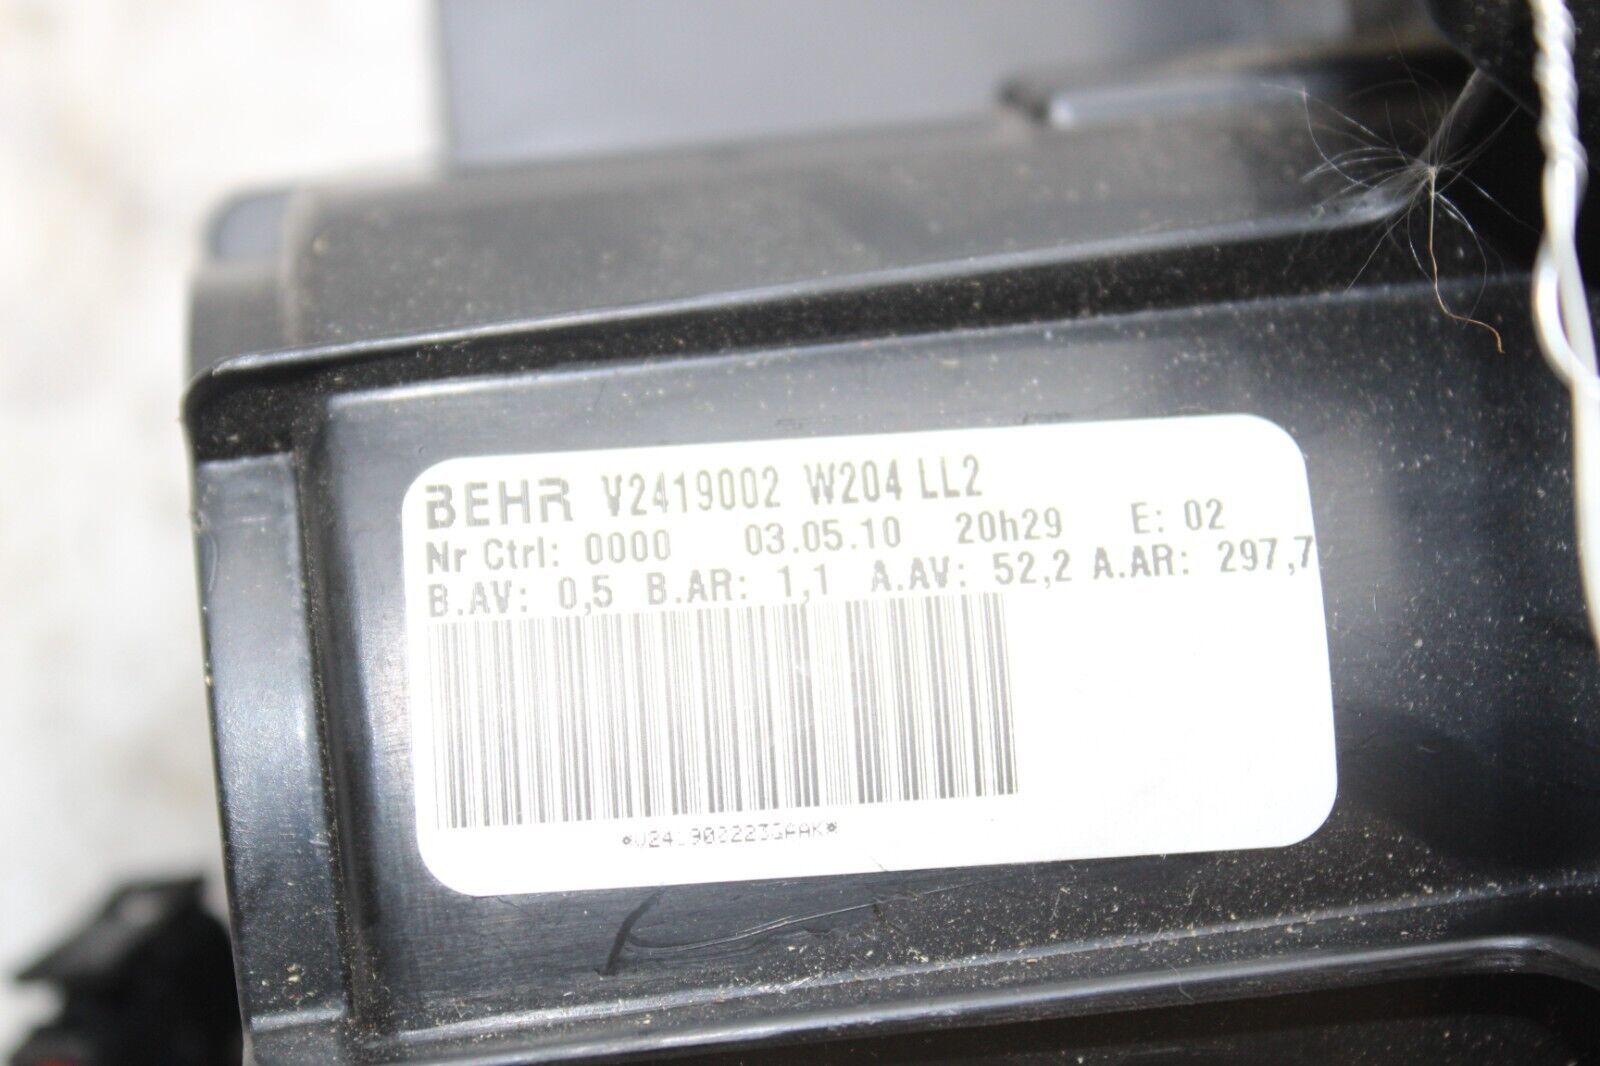 BEHR V2419002 W204 LL2
Nr Ctrl: 0000 03.05.10 20h29 E: 02
B.AV: 0,5 B.AR: 1,1 A.AV: 52,2 A.AR: 297,7